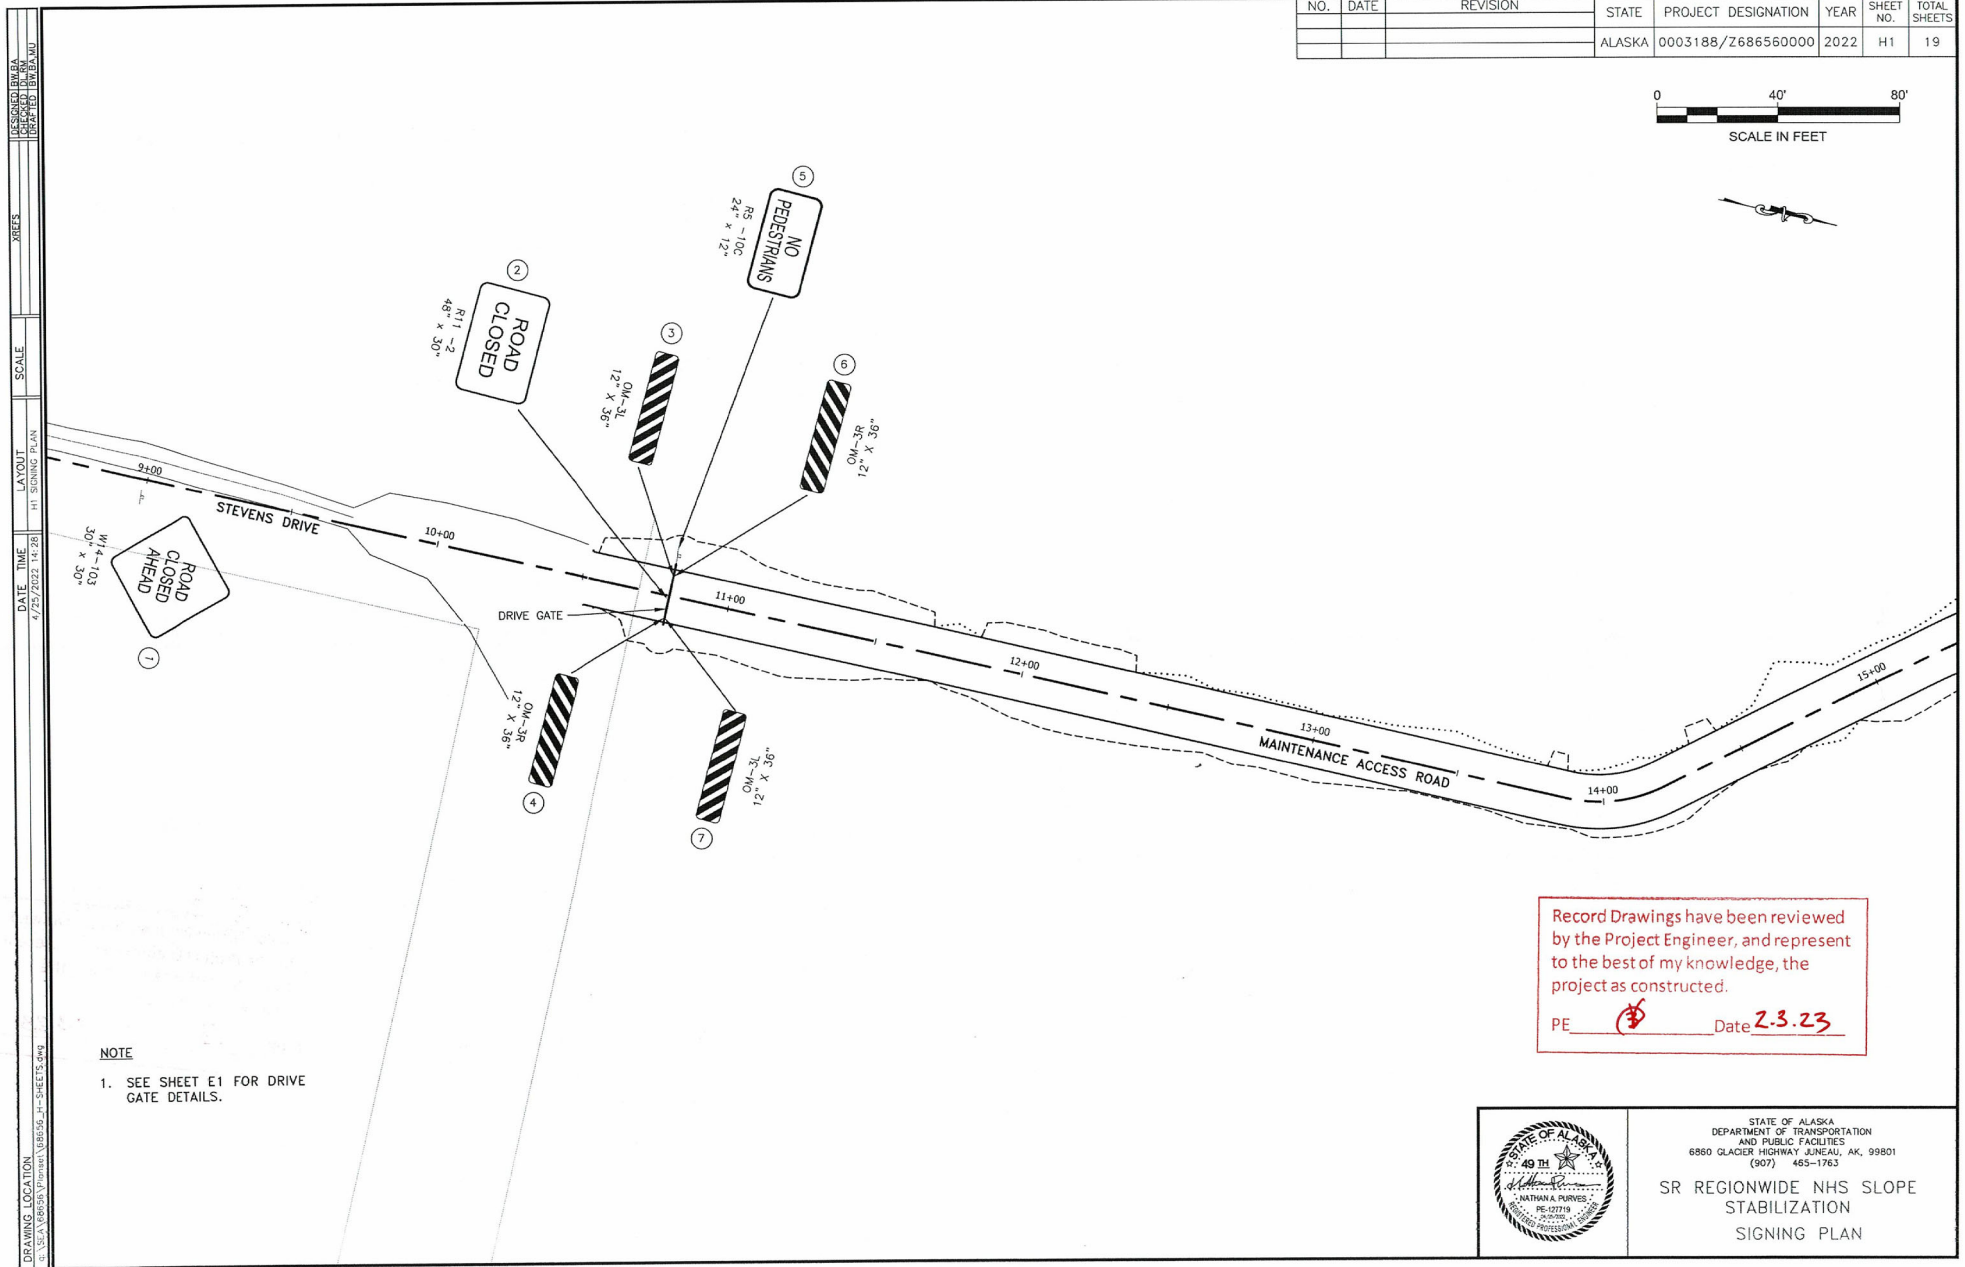 NO. DATE REVISION STATE PROJECT DESIGNATION YEAR SHEET NO. TOTAL SHEETS
ALASKA 0003188/Z686560000 2022 H1 19
DESIGNED BW,BA
CHECKED DL,RM
DRAFTED BW,BA,MU
XREFS
SCALE
LAYOUT
H1 SIGNING PLAN
DATE TIME
4/25/2022 14:28
DRAWING LOCATION
0 40' 80'
SCALE IN FEET
5
NO
PEDESTRIANS
R5 -10C
24" x 12"
2
ROAD
CLOSED
R11 -2
48" x 30"
3
OM-3L
12" X 36"
6
OM-3R
12" X 36"
9+00
STEVENS DRIVE
10+00
ROAD
CLOSED
AHEAD
W14-103
30" x 30"
1
DRIVE GATE
11+00
12+00
13+00
MAINTENANCE ACCESS ROAD
14+00
15+00
OM-3R
12" X 36"
4
OM-3L
12" X 36"
7
NOTE
1. SEE SHEET E1 FOR DRIVE
GATE DETAILS.
Record Drawings have been reviewed
by the Project Engineer, and represent
to the best of my knowledge, the
project as constructed.
PE Date 2.3.23
STATE OF ALASKA
49 TH
NATHAN A. PURVES
PE-127719
REGISTERED PROFESSIONAL ENGINEER
STATE OF ALASKA
DEPARTMENT OF TRANSPORTATION
AND PUBLIC FACILITIES
6860 GLACIER HIGHWAY JUNEAU, AK, 99801
(907) 465-1763
SR REGIONWIDE NHS SLOPE
STABILIZATION
SIGNING PLAN